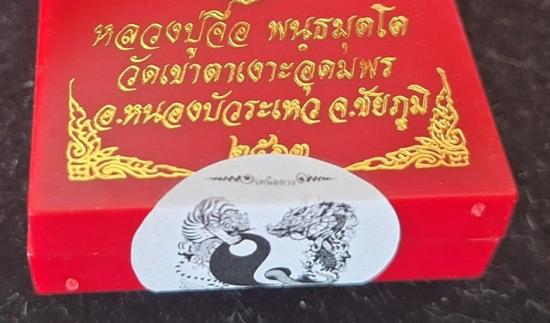 หลวงปู่จื่อ พนฺธมุตฺโต
วัดเขาตาเงาะอุดมพร
อ.หนองบัวระเหว จ.ชัยภูมิ
๒๕๖๓
เหนือดวง